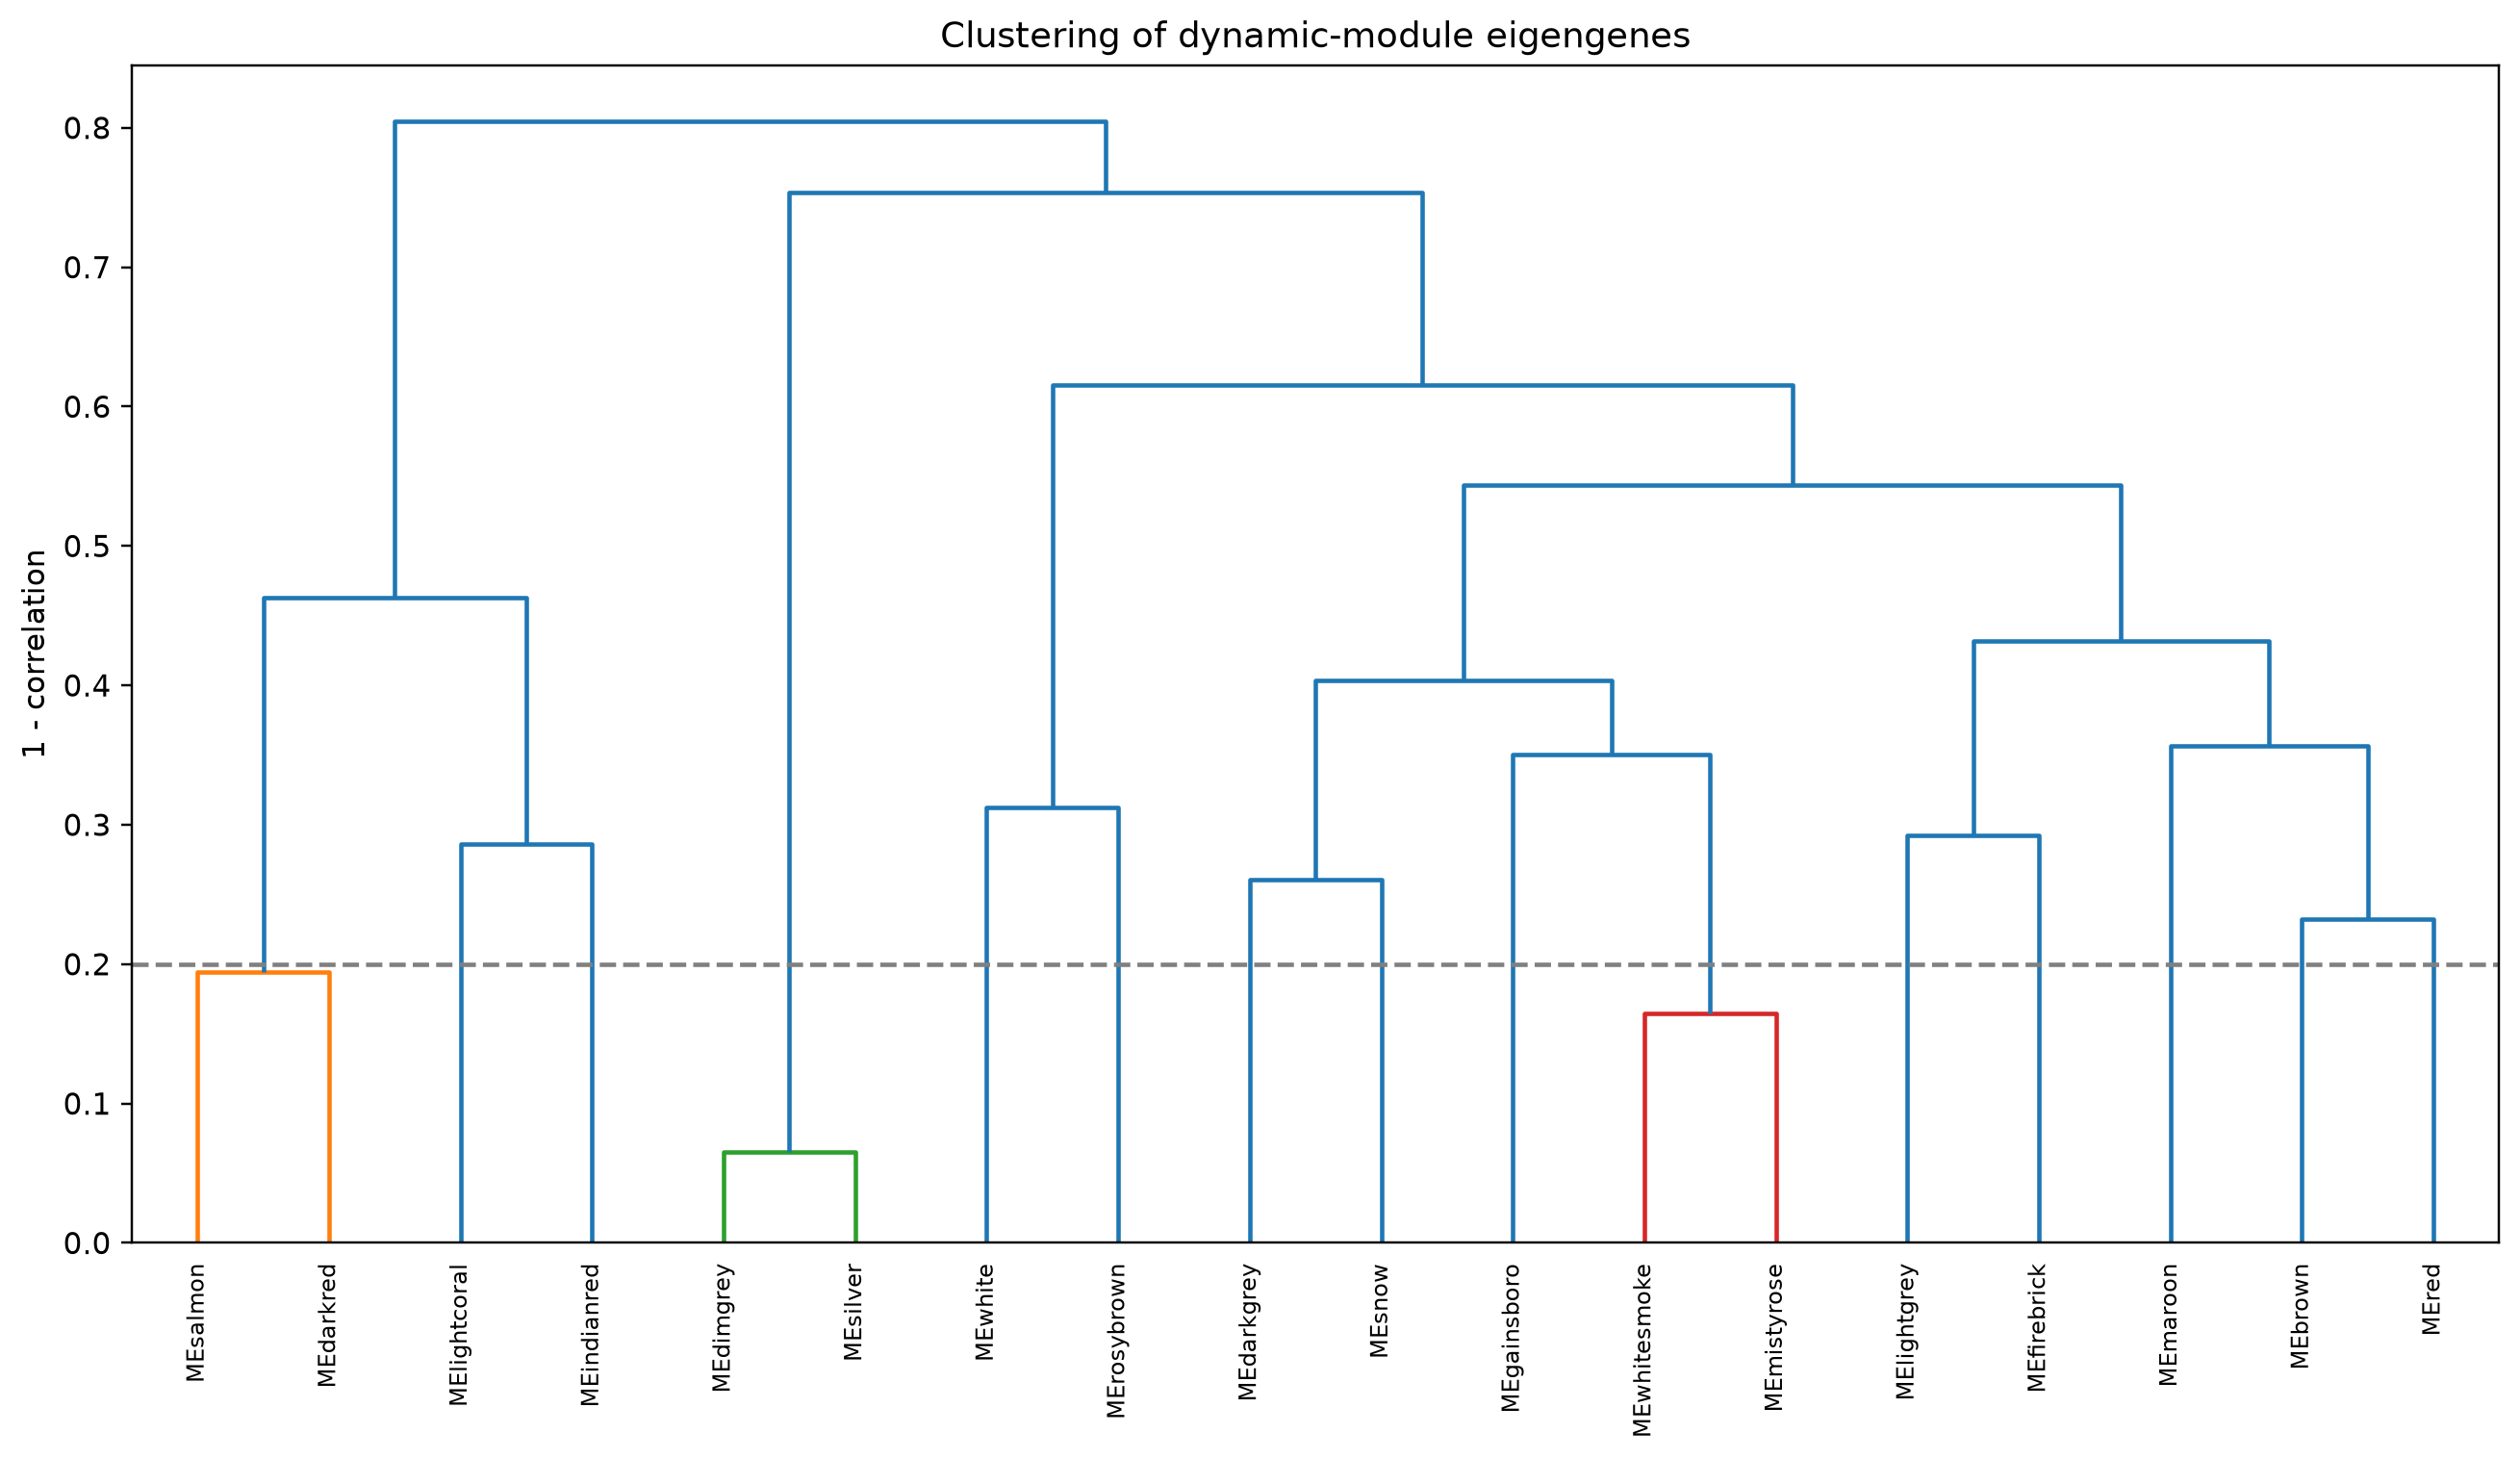 Clustering of dynamic-module eigengenes
1 - correlation
0.8
0.7
0.6
0.5
0.4
0.3
0.2
0.1
0.0
MEsalmon
MEdarkred
MElightcoral
MEindianred
MEdimgrey
MEsilver
MEwhite
MErosybrown
MEdarkgrey
MEsnow
MEgainsboro
MEwhitesmoke
MEmistyrose
MElightgrey
MEfirebrick
MEmaroon
MEbrown
MEred